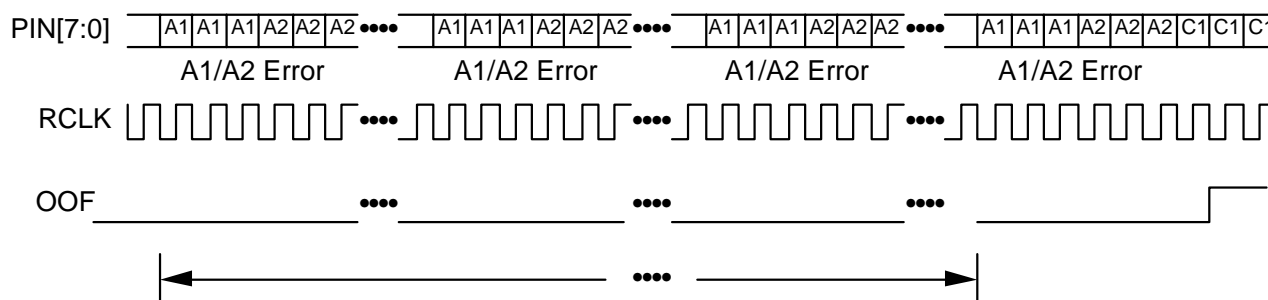 PIN[7:0] A1 A1 A1 A2 A2 A2 •••• A1 A1 A1 A2 A2 A2 •••• A1 A1 A1 A2 A2 A2 •••• A1 A1 A1 A2 A2 A2 C1 C1 C1
A1/A2 Error A1/A2 Error A1/A2 Error A1/A2 Error
RCLK •••• •••• ••••
OOF •••• •••• ••••
••••